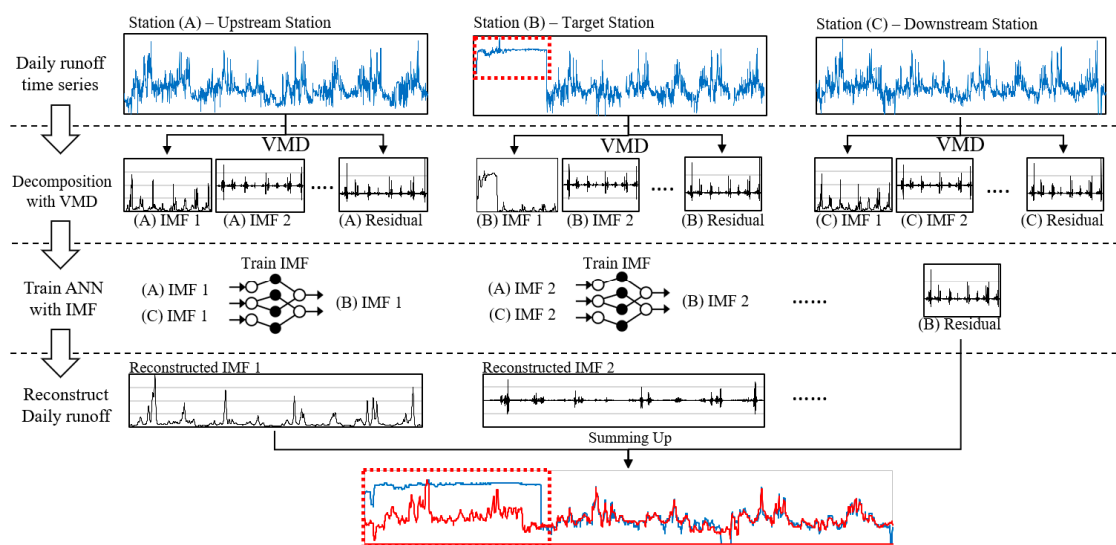 Station (A) – Upstream Station
Station (B) – Target Station
Station (C) – Downstream Station
Daily runoff
time series
VMD
VMD
VMD
Decomposition
with VMD
(A) IMF 1
(A) IMF 2
....
(A) Residual
(B) IMF 1
(B) IMF 2
....
(B) Residual
(C) IMF 1
(C) IMF 2
....
(C) Residual
Train ANN
with IMF
Train IMF
(A) IMF 1
(C) IMF 1
(B) IMF 1
Train IMF
(A) IMF 2
(C) IMF 2
(B) IMF 2
......
(B) Residual
Reconstruct
Daily runoff
Reconstructed IMF 1
Reconstructed IMF 2
......
Summing Up